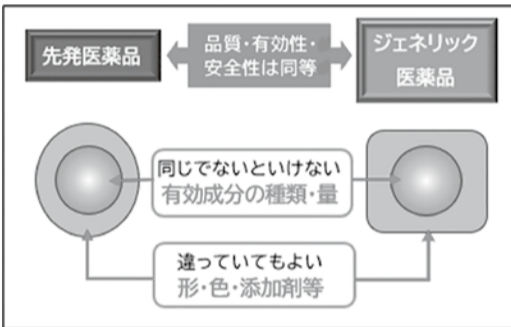 先発医薬品
品質・有効性・
安全性は同等
ジェネリック
医薬品
同じでないといけない
有効成分の種類・量
違っていてもよい
形・色・添加剤等